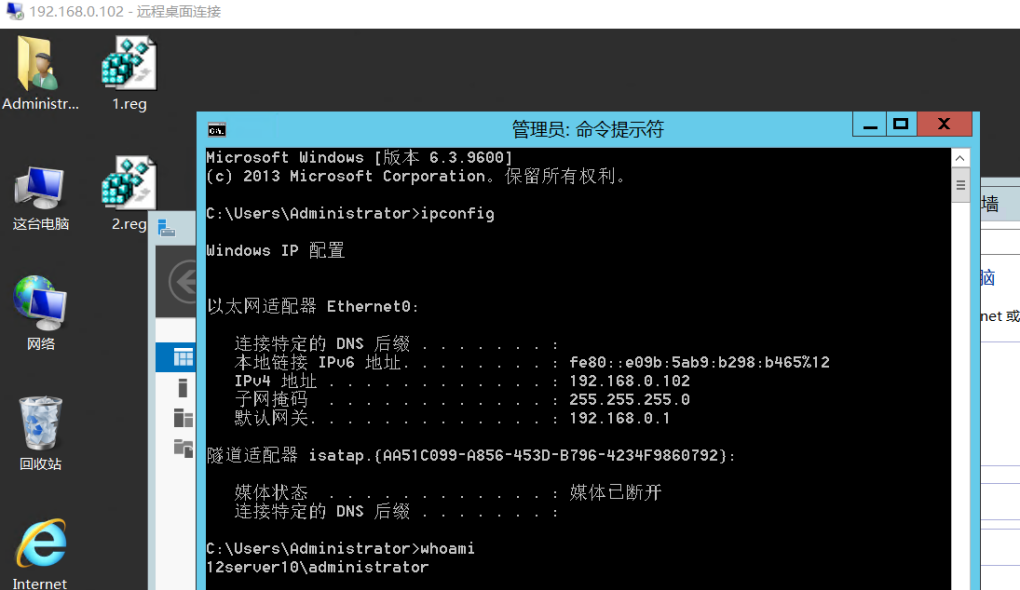 192.168.0.102 - 远程桌面连接
Administr...
1.reg
这台电脑
2.reg
网络
回收站
Internet
管理员: 命令提示符
Microsoft Windows [版本 6.3.9600]
(c) 2013 Microsoft Corporation。保留所有权利。
C:\Users\Administrator>ipconfig
Windows IP 配置
以太网适配器 Ethernet0:
连接特定的 DNS 后缀 . . . . . . . :
本地链接 IPv6 地址. . . . . . . . : fe80::e09b:5ab9:b298:b465%12
IPv4 地址 . . . . . . . . . . . . : 192.168.0.102
子网掩码  . . . . . . . . . . . . : 255.255.255.0
默认网关. . . . . . . . . . . . . : 192.168.0.1
隧道适配器 isatap.{AA51C099-A856-453D-B796-4234F9860792}:
媒体状态  . . . . . . . . . . . . : 媒体已断开
连接特定的 DNS 后缀 . . . . . . . :
C:\Users\Administrator>whoami
12server10\administrator
墙
脑
net 或